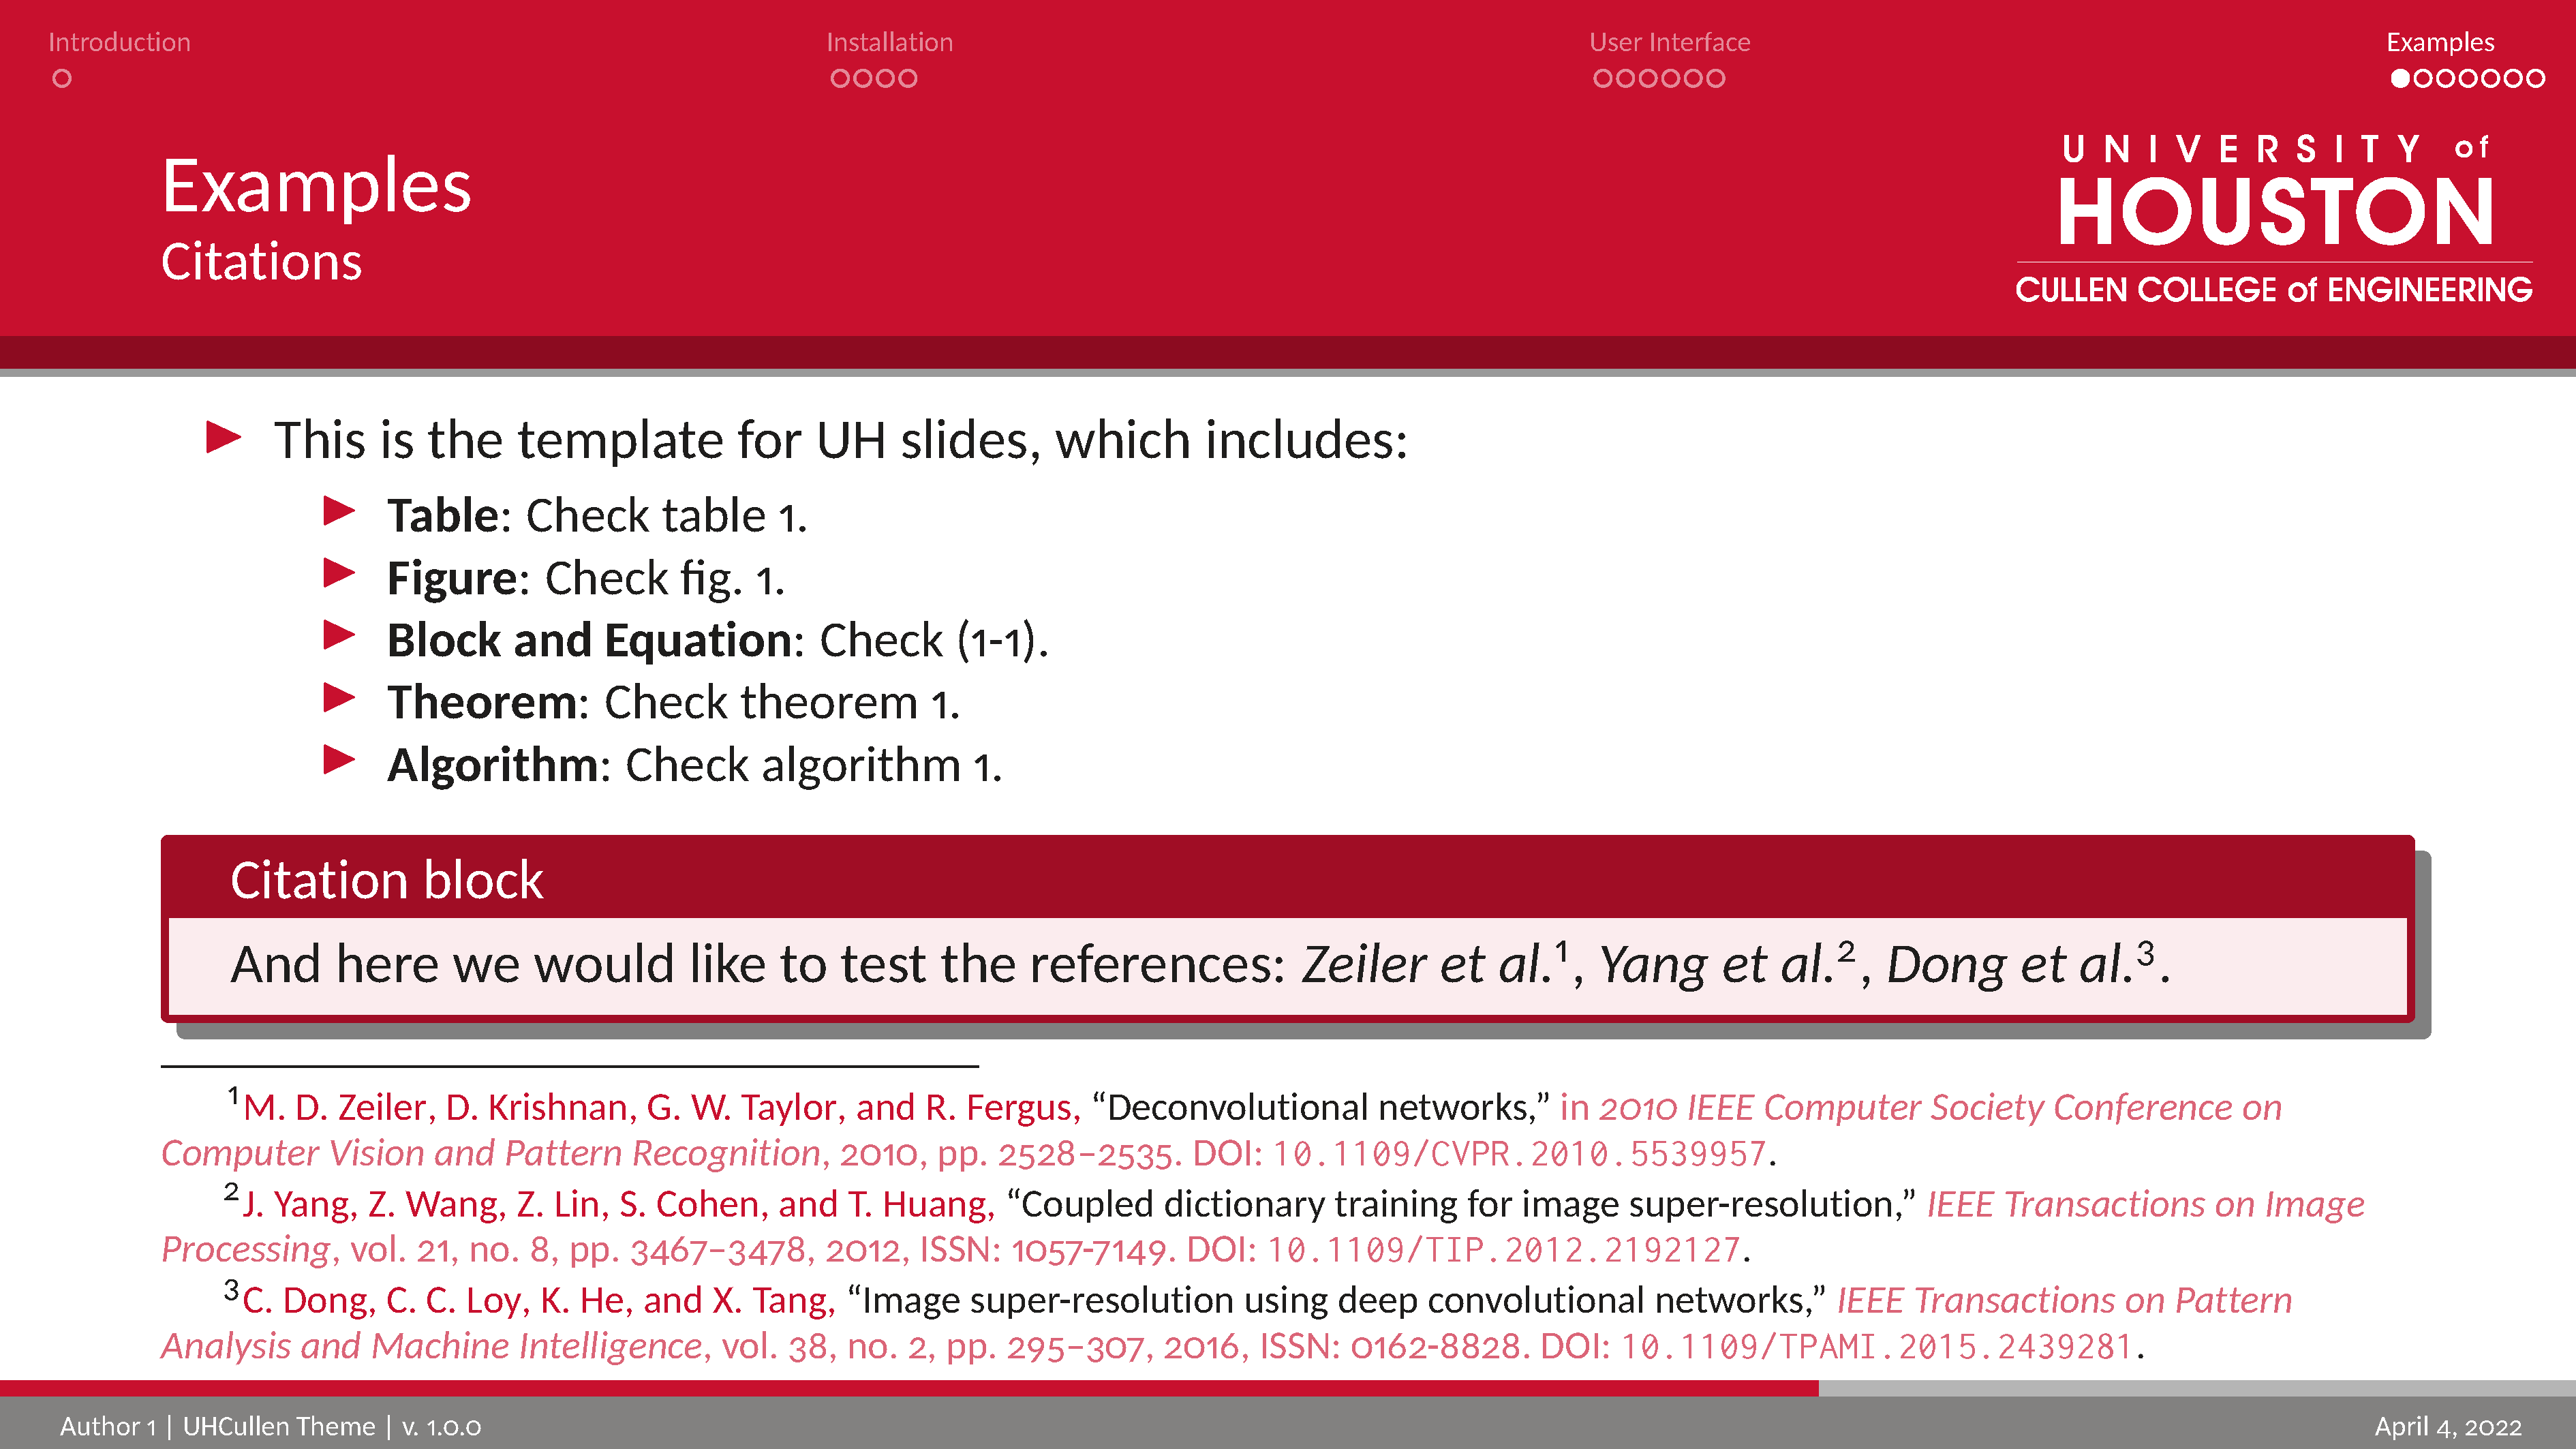 Introduction
Installation
User Interface
Examples
Examples
Citations
UNIVERSITY of
HOUSTON
CULLEN COLLEGE of ENGINEERING
This is the template for UH slides, which includes:
Table: Check table 1.
Figure: Check fig. 1.
Block and Equation: Check (1-1).
Theorem: Check theorem 1.
Algorithm: Check algorithm 1.
Citation block
And here we would like to test the references: Zeiler et al.¹, Yang et al.², Dong et al.³.
¹M. D. Zeiler, D. Krishnan, G. W. Taylor, and R. Fergus, “Deconvolutional networks,” in 2010 IEEE Computer Society Conference on
Computer Vision and Pattern Recognition, 2010, pp. 2528–2535. DOI: 10.1109/CVPR.2010.5539957.
²J. Yang, Z. Wang, Z. Lin, S. Cohen, and T. Huang, “Coupled dictionary training for image super-resolution,” IEEE Transactions on Image
Processing, vol. 21, no. 8, pp. 3467–3478, 2012, ISSN: 1057-7149. DOI: 10.1109/TIP.2012.2192127.
³C. Dong, C. C. Loy, K. He, and X. Tang, “Image super-resolution using deep convolutional networks,” IEEE Transactions on Pattern
Analysis and Machine Intelligence, vol. 38, no. 2, pp. 295–307, 2016, ISSN: 0162-8828. DOI: 10.1109/TPAMI.2015.2439281.
Author 1 | UHCullen Theme | v. 1.0.0
April 4, 2022